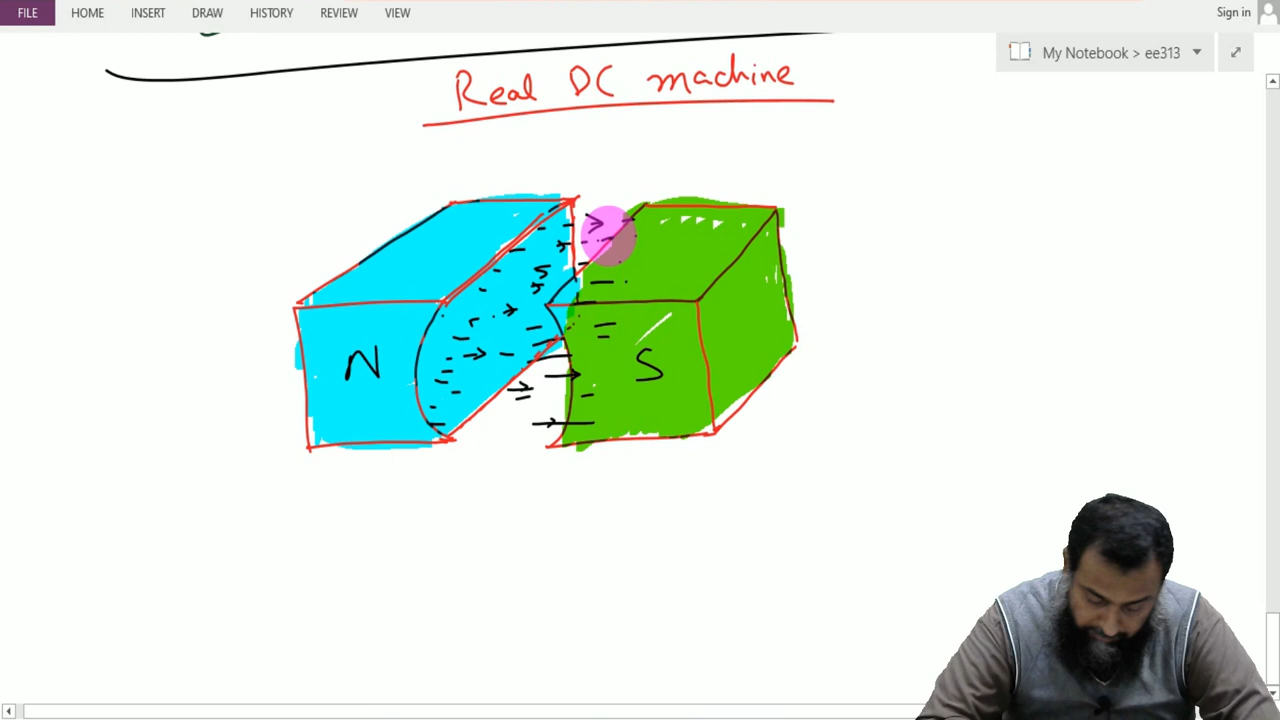 FILE HOME INSERT DRAW HISTORY REVIEW VIEW Sign in
My Notebook > ee313
Real DC machine
N S